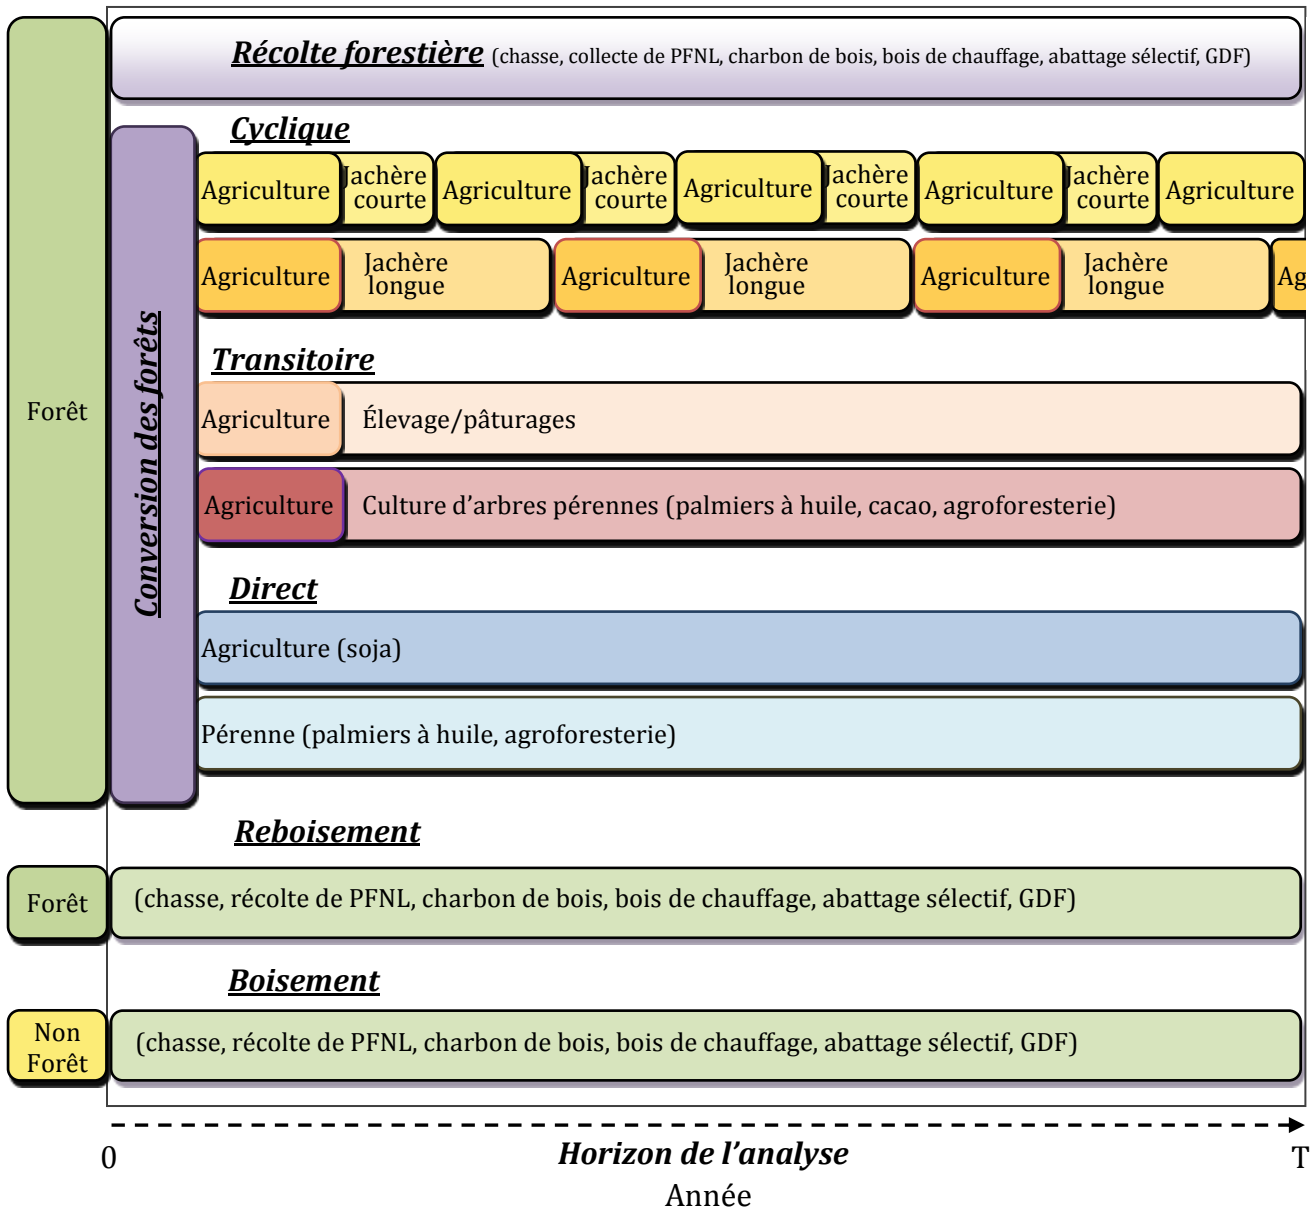 Récolte forestière (chasse, collecte de PFNL, charbon de bois, bois de chauffage, abattage sélectif, GDF)
Cyclique
Agriculture
Jachère
courte
Agriculture
Jachère
courte
Agriculture
Jachère
courte
Agriculture
Jachère
courte
Agriculture
Agriculture
Jachère
longue
Agriculture
Jachère
longue
Agriculture
Jachère
longue
Ag
Forêt
Conversion des forêts
Transitoire
Agriculture
Élevage/pâturages
Agriculture
Culture d'arbres pérennes (palmiers à huile, cacao, agroforesterie)
Direct
Agriculture (soja)
Pérenne (palmiers à huile, agroforesterie)
Reboisement
Forêt
(chasse, récolte de PFNL, charbon de bois, bois de chauffage, abattage sélectif, GDF)
Boisement
Non
Forêt
(chasse, récolte de PFNL, charbon de bois, bois de chauffage, abattage sélectif, GDF)
0
Horizon de l'analyse
T
Année